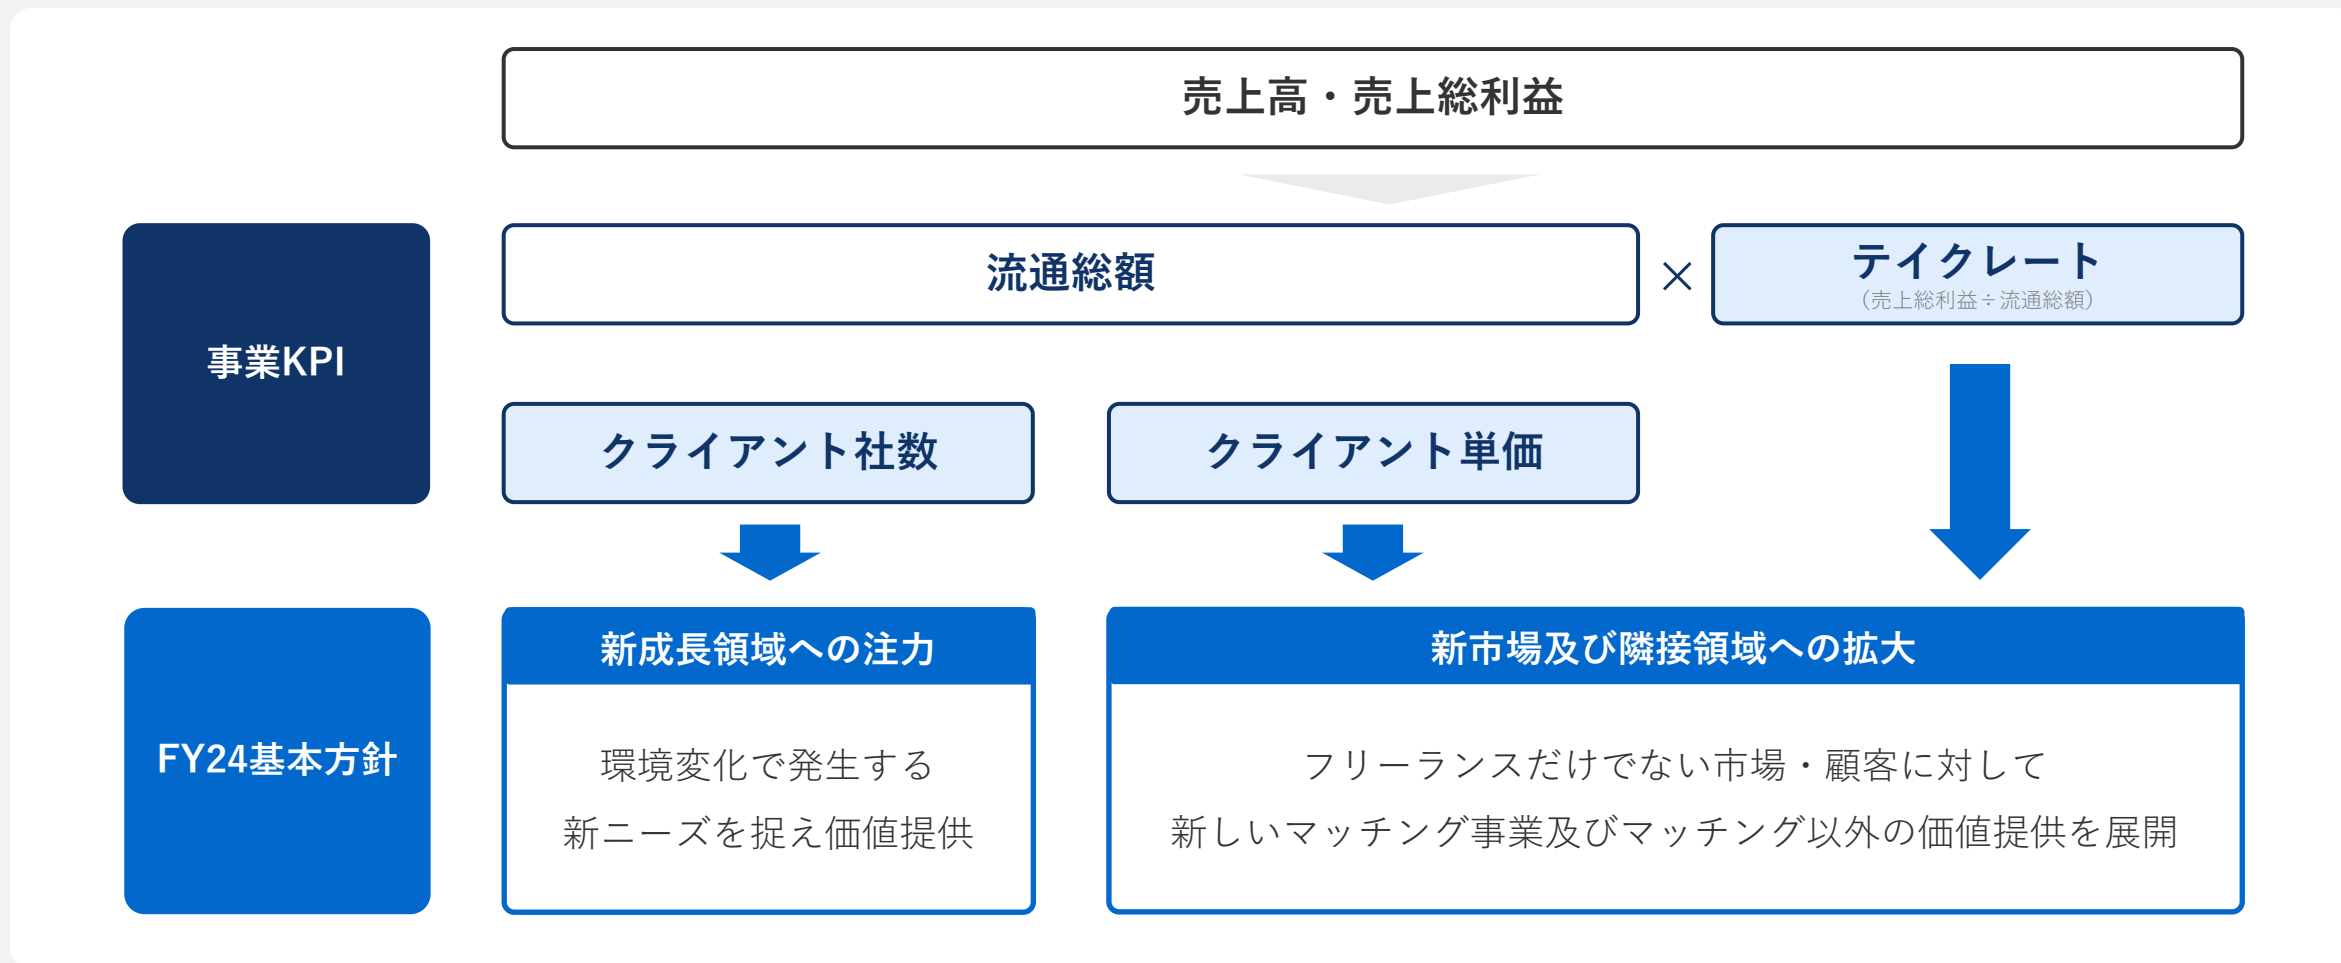 売上高・売上総利益
事業KPI
流通総額
×
テイクレート
（売上総利益÷流通総額）
クライアント社数
クライアント単価
FY24基本方針
新成長領域への注力
環境変化で発生する
新ニーズを捉え価値提供
新市場及び隣接領域への拡大
フリーランスだけでない市場・顧客に対して
新しいマッチング事業及びマッチング以外の価値提供を展開